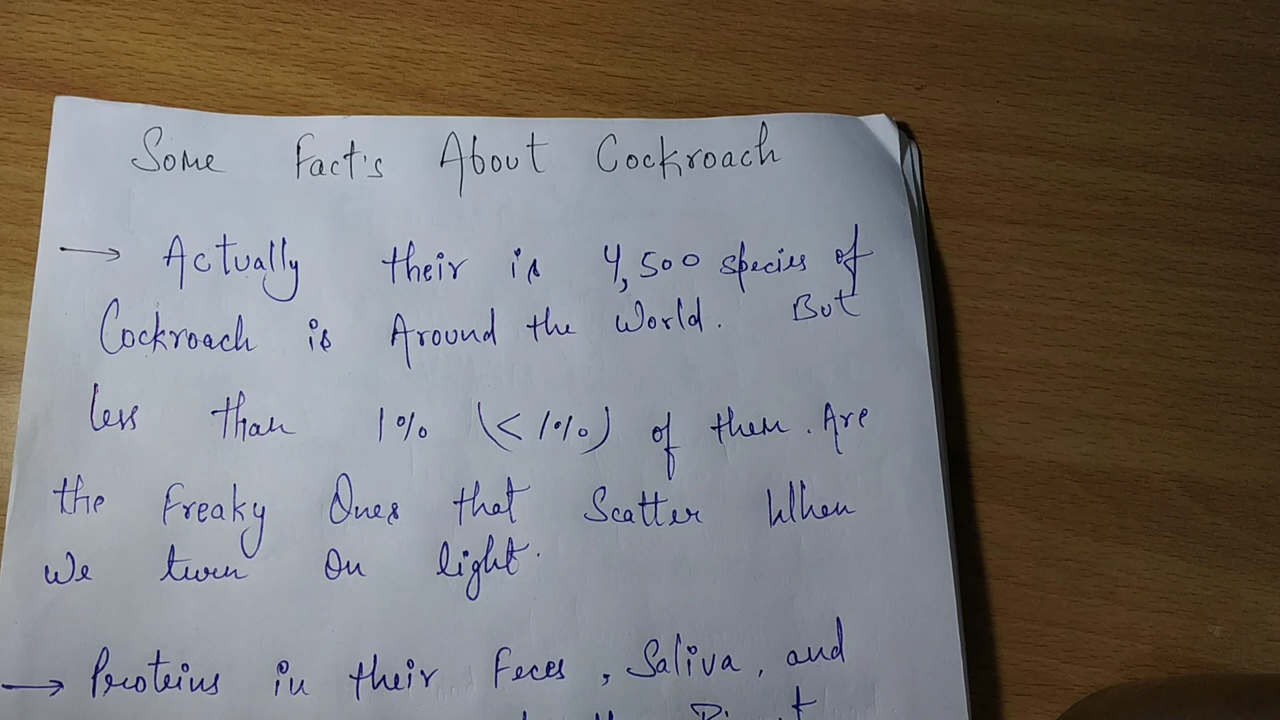 Some Fact's About Cockroach
→ Actually their is 4,500 species of
Cockroach is Around the World. But
less than 1% (<1%) of them. Are
the Freaky Ones that Scatter When
We turn On light.
→ Proteins in their Feces, Saliva, and